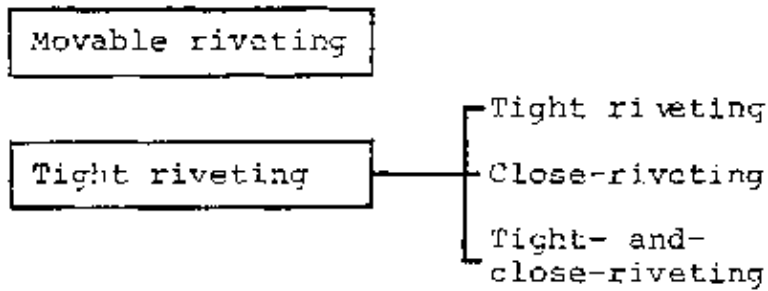 Movable riveting
Tight riveting
Tight riveting
Close-riveting
Tight- and-
close-riveting